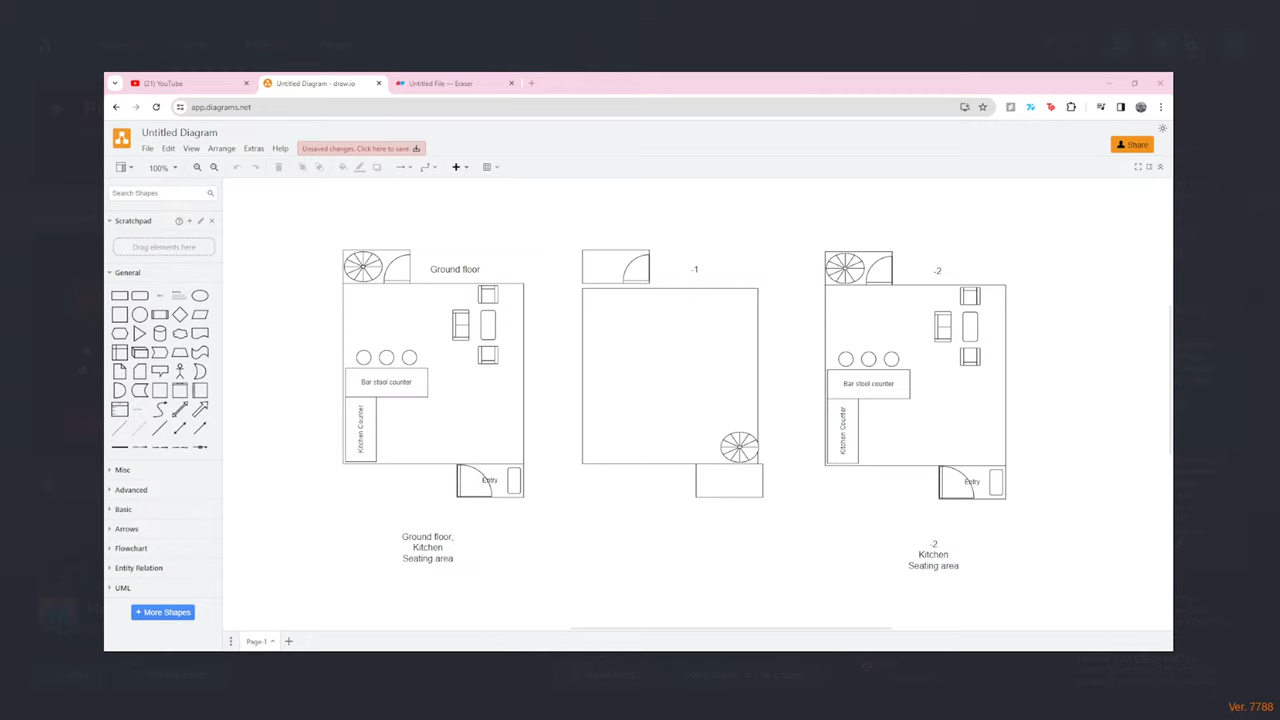 (21) YouTube
Untitled Diagram - draw.io
Untitled File — Eraser
app.diagrams.net
Untitled Diagram
File Edit View Arrange Extras Help
Unsaved changes. Click here to save.
Share
100%
Search Shapes
Scratchpad
Drag elements here
General
Misc
Advanced
Basic
Arrows
Flowchart
Entity Relation
UML
+ More Shapes
Ground floor
Bar stool counter
Kitchen Counter
Entry
Ground floor;
Kitchen
Seating area
-1
-2
Bar stool counter
Kitchen Counter
Entry
-2
Kitchen
Seating area
Page-1
Ver. 7788